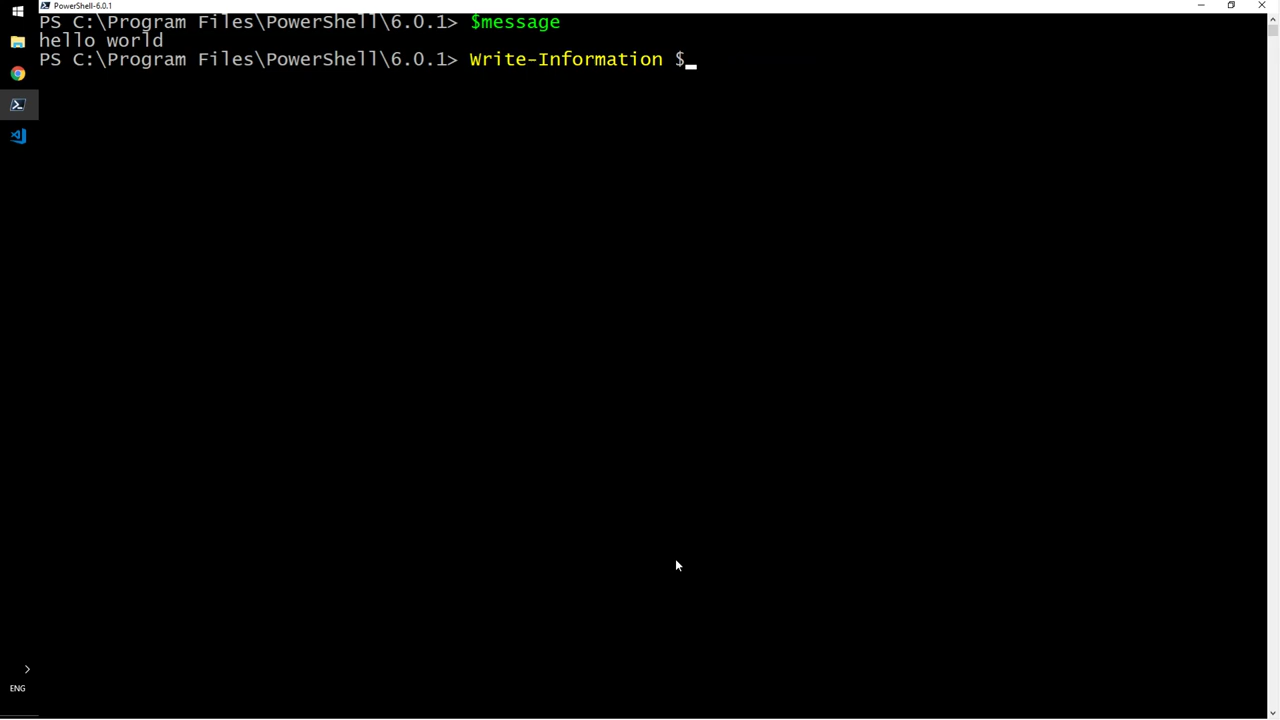 PowerShell-6.0.1
PS C:\Program Files\PowerShell\6.0.1> $message
hello world
PS C:\Program Files\PowerShell\6.0.1> Write-Information $_
ENG